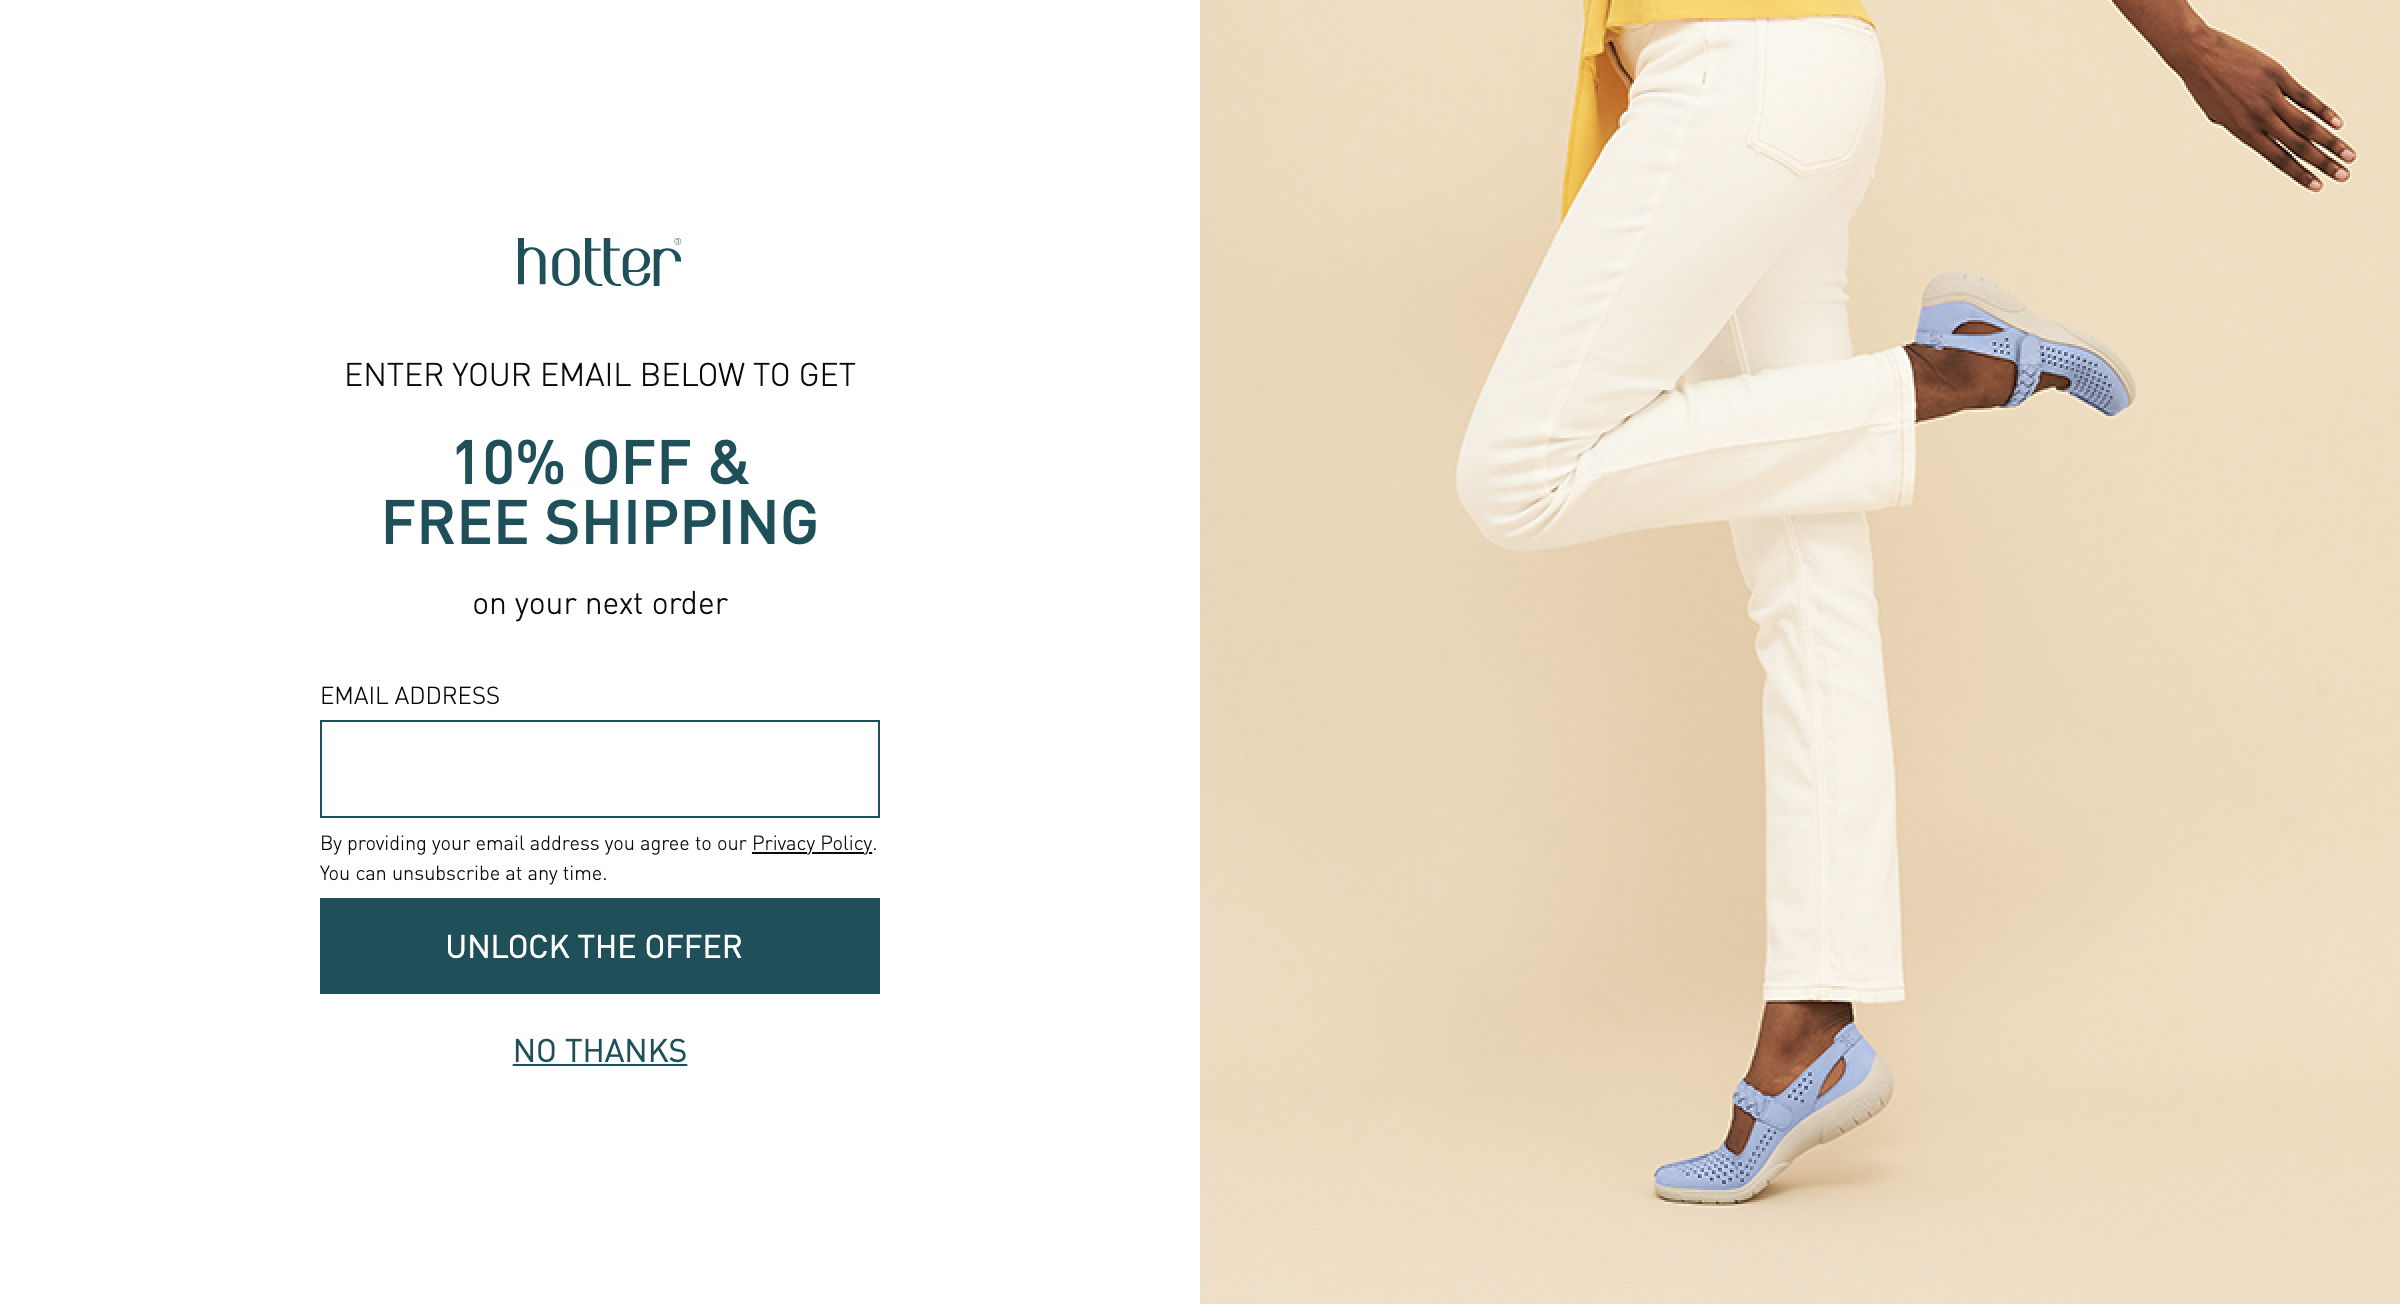 hotter®
ENTER YOUR EMAIL BELOW TO GET
10% OFF &
FREE SHIPPING
on your next order
EMAIL ADDRESS
By providing your email address you agree to our Privacy Policy.
You can unsubscribe at any time.
UNLOCK THE OFFER
NO THANKS